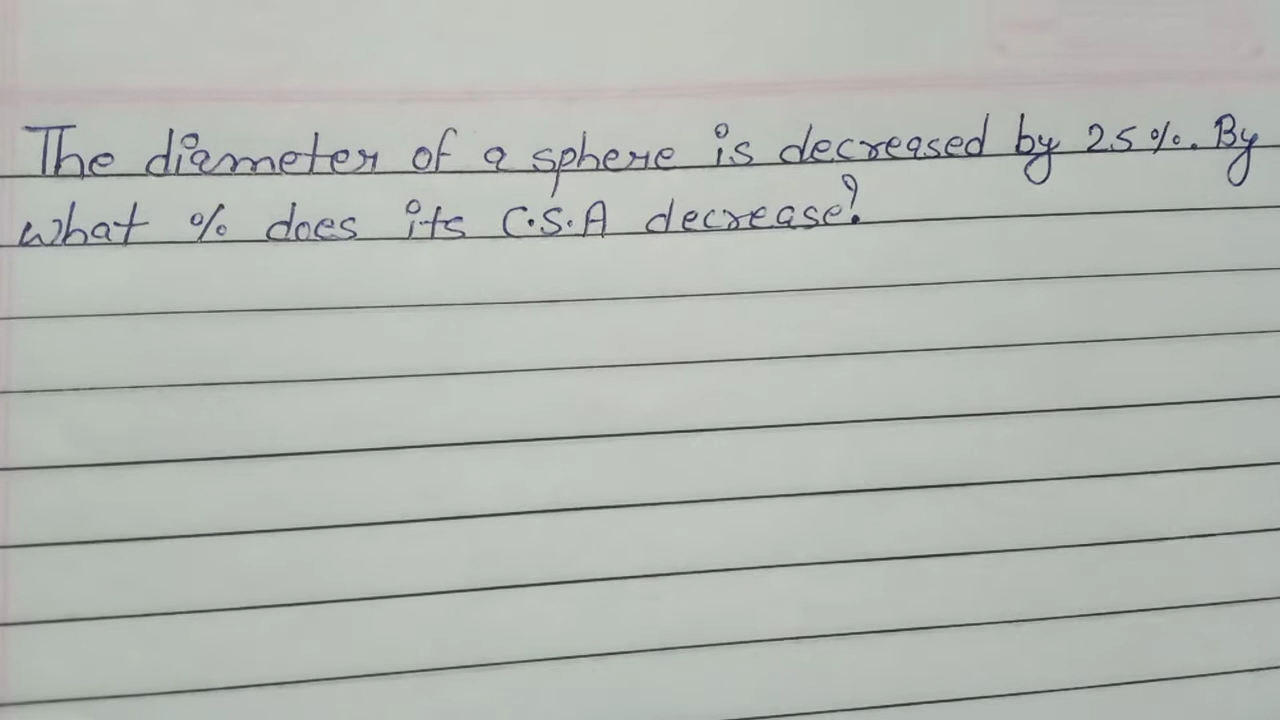 The diameter of a sphere is decreased by 25%. By
what % does its C.S.A decrease?